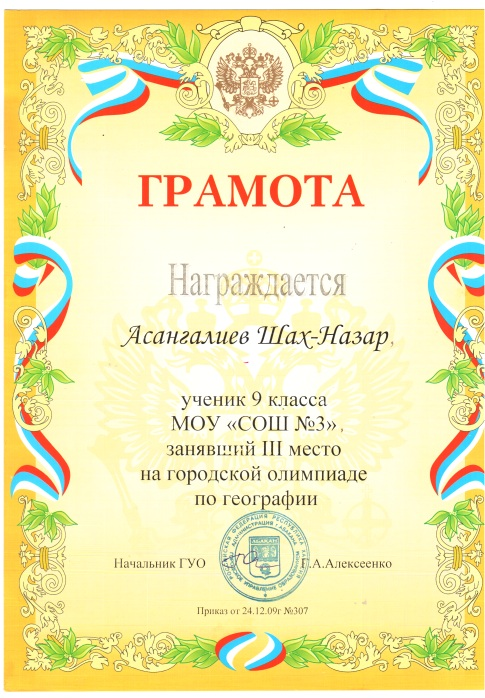 ГРАМОТА
Награждается
Асангалиев Шах-Назар,
ученик 9 класса
МОУ «СОШ №3»,
занявший III место
на городской олимпиаде
по географии
Начальник ГУО
.А.Алексеенко
Приказ от 24.12.09г №307